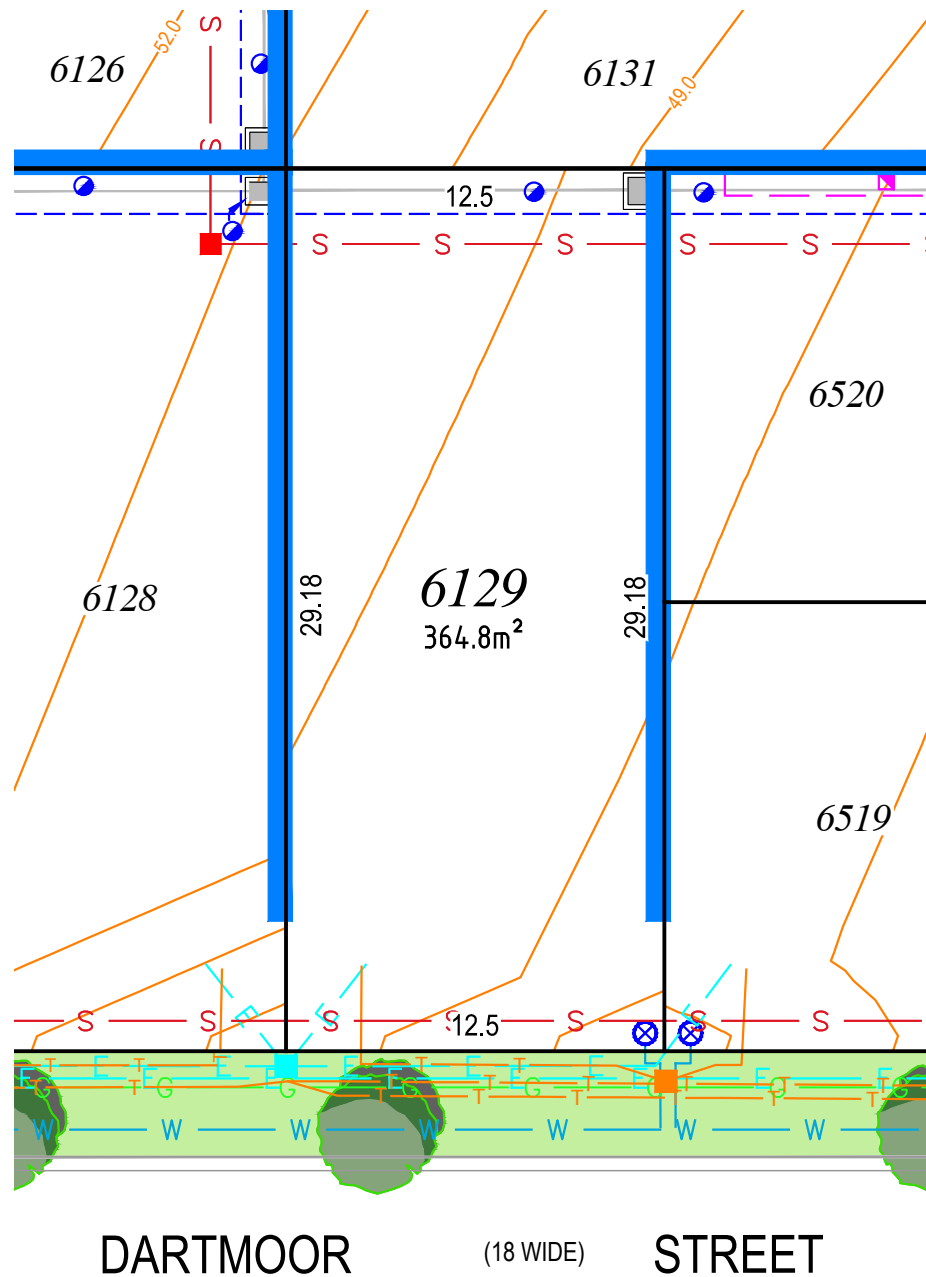 S
52.0
6126
6131
49.0
S
12.5
S S S S S
6520
6128
29.18
6129
29.18
364.8m²
6519
S S S S 12.5 S S S
T T E E E T T T
E T G E G E E E G T E G T E T G E
T T T T T
W W W W W W W
DARTMOOR (18 WIDE) STREET